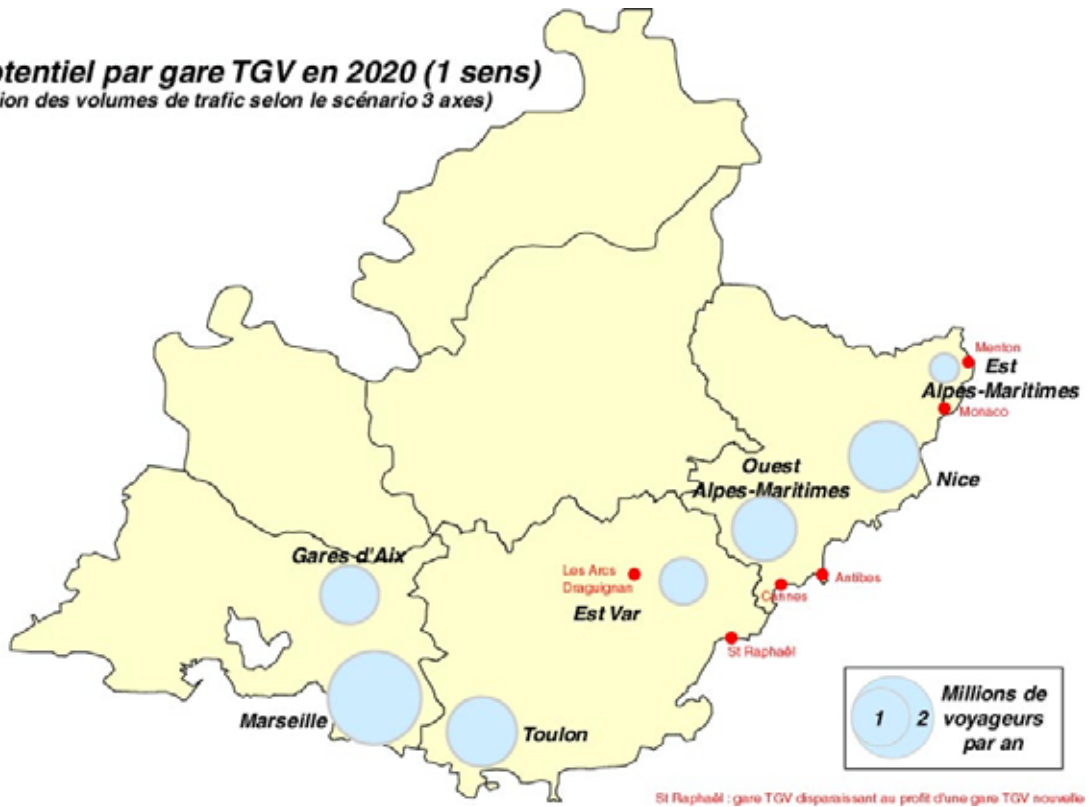 otentiel par gare TGV en 2020 (1 sens)
ion des volumes de trafic selon le scénario 3 axes)
Menton
Est
Alpes-Maritimes
Monaco
Ouest
Alpes-Maritimes
Nice
Gares d'Aix
Les Arcs
Draguignan
Antibes
Cannes
Est Var
St Raphaël
Marseille
Toulon
1
2
Millions de
voyageurs
par an
St Raphaël : gare TGV disparaissant au profit d'une gare TGV nouvelle